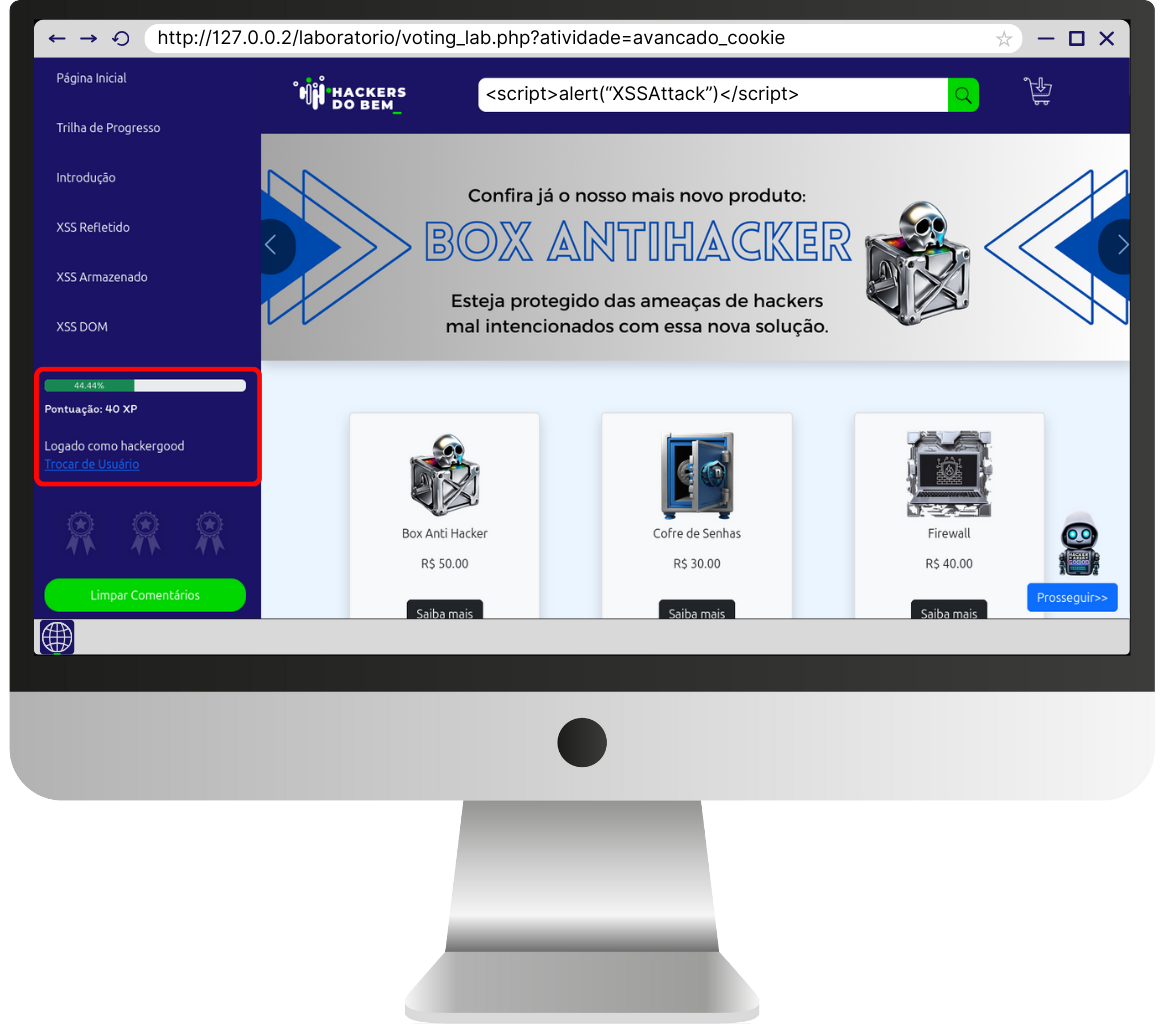 http://127.0.0.2/laboratorio/voting_lab.php?atividade=avancado_cookie
Página Inicial
Trilha de Progresso
Introdução
XSS Refletido
XSS Armazenado
XSS DOM
44.44%
Pontuação: 40 XP
Logado como hackergood
Trocar de Usuário
Limpar Comentários
HACKERS
DO BEM_
<script>alert(“XSSAttack”)</script>
Confira já o nosso mais novo produto:
BOX ANTIHACKER
Esteja protegido das ameaças de hackers
mal intencionados com essa nova solução.
Box Anti Hacker
R$ 50.00
Saiba mais
Cofre de Senhas
R$ 30.00
Saiba mais
Firewall
R$ 40.00
Saiba mais
Prosseguir>>